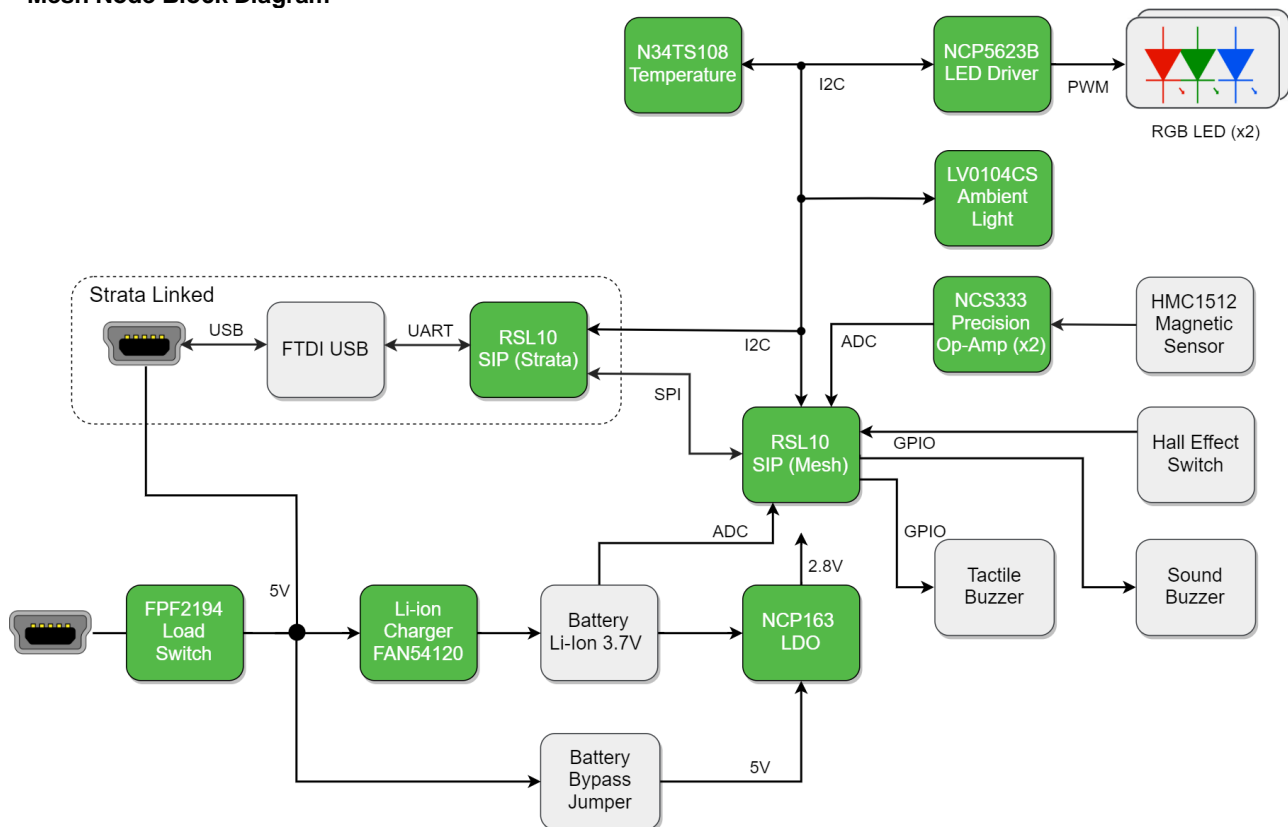 Mesh Node Block Diagram
N34TS108
Temperature
I2C
NCP5623B
LED Driver
PWM
RGB LED (x2)
LV0104CS
Ambient
Light
Strata Linked
USB
FTDI USB
UART
RSL10
SIP (Strata)
I2C
ADC
NCS333
Precision
Op-Amp (x2)
HMC1512
Magnetic
Sensor
SPI
RSL10
SIP (Mesh)
GPIO
Hall Effect
Switch
ADC
GPIO
5V
2.8V
Tactile
Buzzer
Sound
Buzzer
FPF2194
Load
Switch
Li-ion
Charger
FAN54120
Battery
Li-Ion 3.7V
NCP163
LDO
Battery
Bypass
Jumper
5V